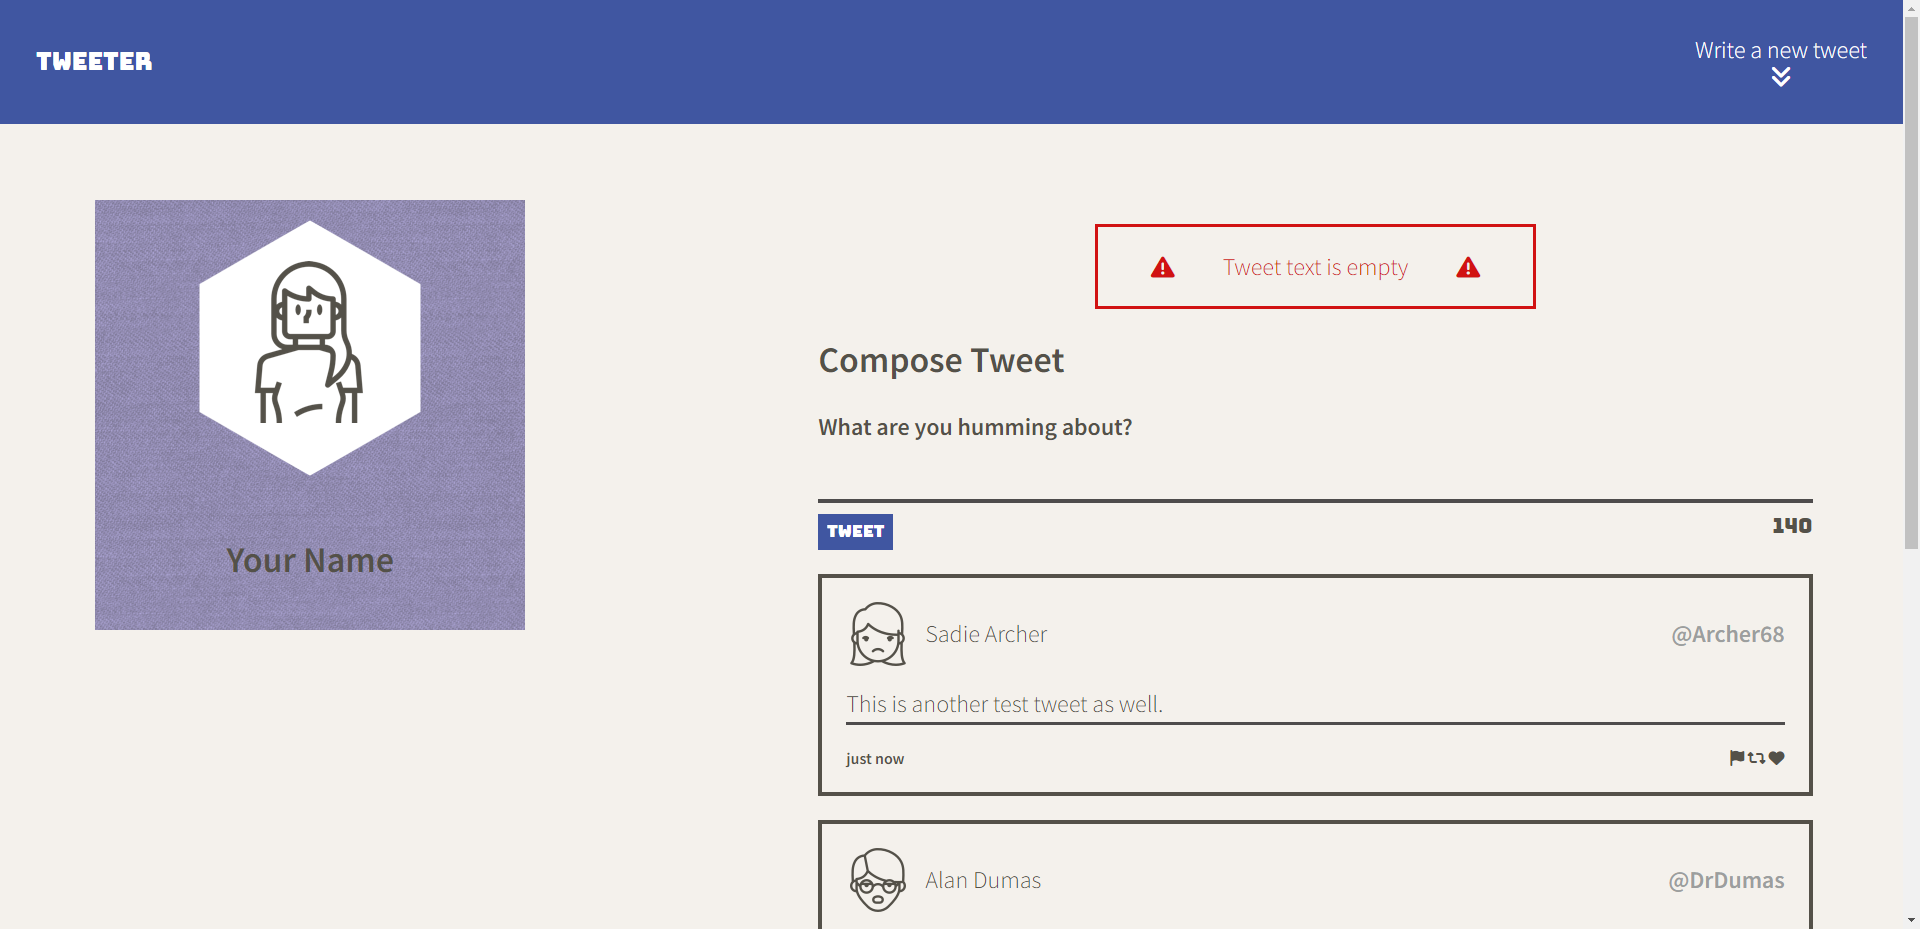 TWEETER
Write a new tweet
Your Name
Tweet text is empty
Compose Tweet
What are you humming about?
TWEET
140
Sadie Archer
@Archer68
This is another test tweet as well.
just now
Alan Dumas
@DrDumas